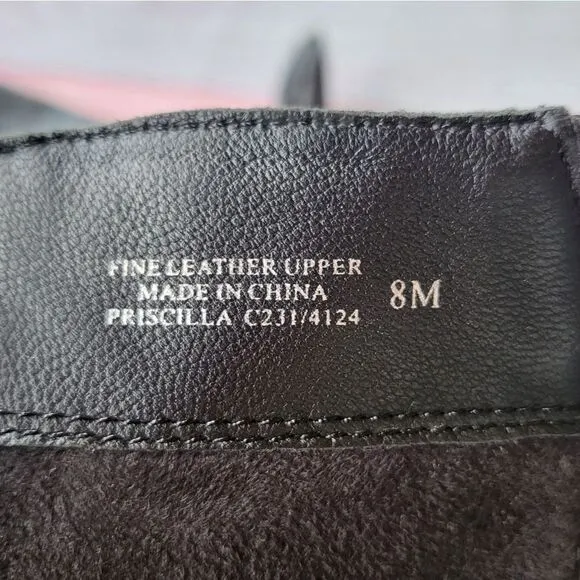 FINE LEATHER UPPER
MADE IN CHINA
PRISCILLA C231/4124
8M